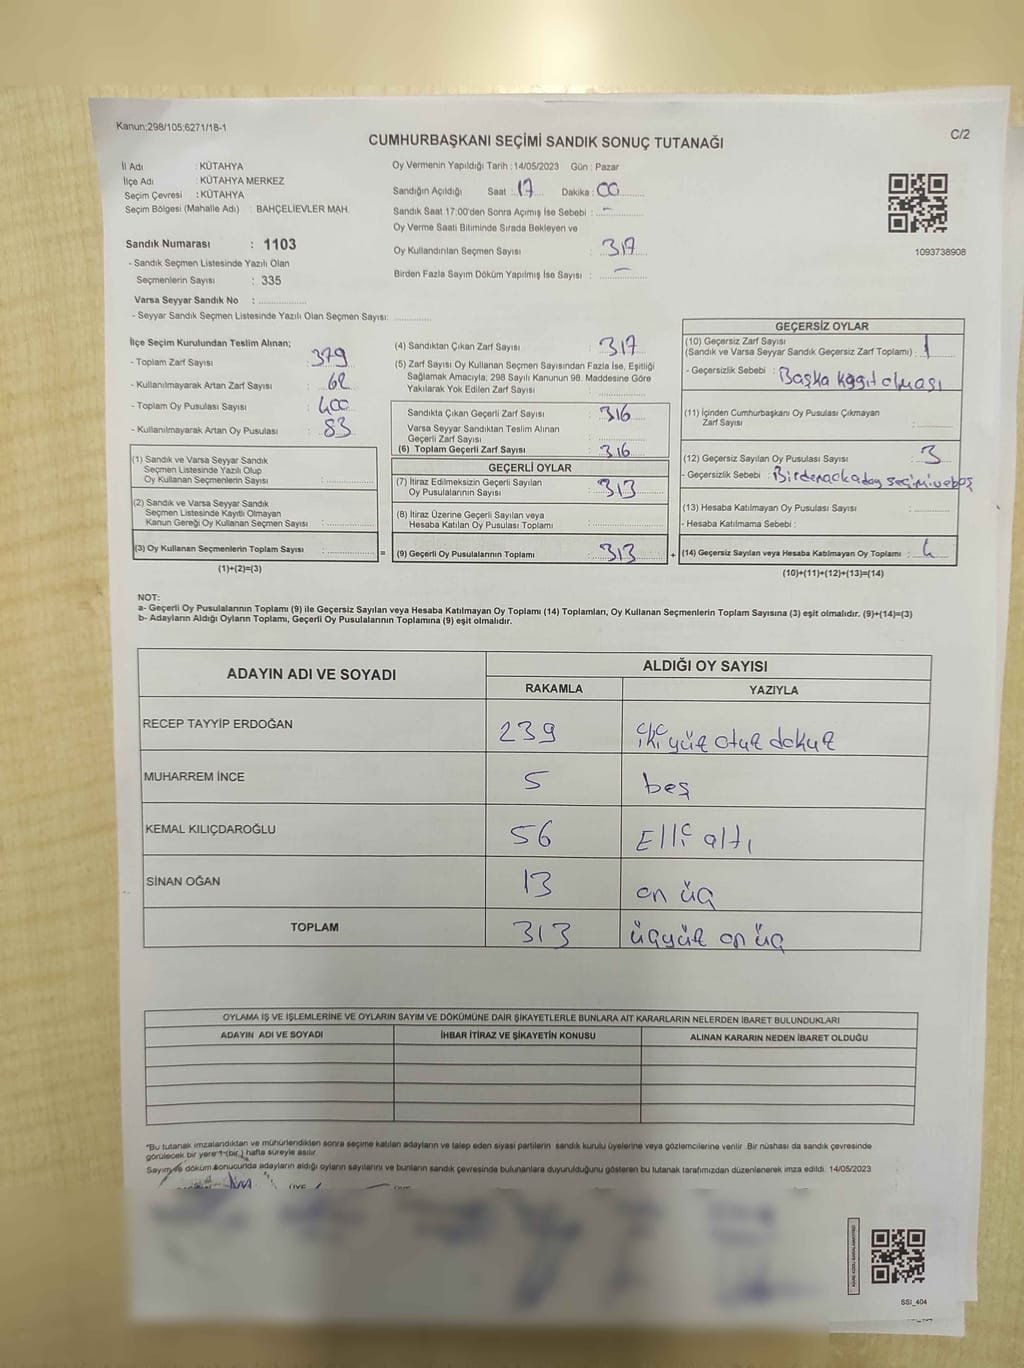 Kanun;298/105;6271/18-1
C/2
CUMHURBAŞKANI SEÇİMİ SANDIK SONUÇ TUTANAĞI
İl Adı : KÜTAHYA
İlçe Adı : KÜTAHYA MERKEZ
Seçim Çevresi : KÜTAHYA
Seçim Bölgesi (Mahalle Adı) : BAHÇELİEVLER MAH.
Sandık Numarası : 1103
- Sandık Seçmen Listesinde Yazılı Olan
Seçmenlerin Sayısı : 335
Varsa Seyyar Sandık No : ............
- Seyyar Sandık Seçmen Listesinde Yazılı Olan Seçmen Sayısı: ............
Oy Vermenin Yapıldığı Tarih : 14/05/2023 Gün : Pazar
Sandığın Açıldığı Saat : 17 Dakika : 00
Sandık Saat 17:00'den Sonra Açımış İse Sebebi : -
Oy Verme Saati Bitiminde Sırada Bekleyen ve
Oy Kullandırılan Seçmen Sayısı : 317
Birden Fazla Sayım Döküm Yapılmış İse Sayısı : -
1093738908
İlçe Seçim Kurulundan Teslim Alınan;
- Toplam Zarf Sayısı : 379
- Kullanılmayarak Artan Zarf Sayısı : 62
- Toplam Oy Pusulası Sayısı : 400
- Kullanılmayarak Artan Oy Pusulası : 83
(1) Sandık ve Varsa Seyyar Sandık
Seçmen Listesinde Yazılı Olup
Oy Kullanan Seçmenlerin Sayısı : ............
(2) Sandık ve Varsa Seyyar Sandık
Seçmen Listesinde Kayıtlı Olmayan
Kanun Gereği Oy Kullanan Seçmen Sayısı : ............
(3) Oy Kullanan Seçmenlerin Toplam Sayısı : ............ =
(1)+(2)=(3)
(4) Sandıktan Çıkan Zarf Sayısı : 317
(5) Zarf Sayısı Oy Kullanan Seçmen Sayısından Fazla İse, Eşitliği
Sağlamak Amacıyla; 298 Sayılı Kanunun 98. Maddesine Göre
Yakılarak Yok Edilen Zarf Sayısı : ............
Sandıkta Çıkan Geçerli Zarf Sayısı : 316
Varsa Seyyar Sandıktan Teslim Alınan
Geçerli Zarf Sayısı : ............
(6) Toplam Geçerli Zarf Sayısı : 316
GEÇERLİ OYLAR
(7) İtiraz Edilmeksizin Geçerli Sayılan
Oy Pusulalarının Sayısı : 313
(8) İtiraz Üzerine Geçerli Sayılan veya
Hesaba Katılan Oy Pusulası Toplamı : ............
(9) Geçerli Oy Pusulalarının Toplamı : 313 +
GEÇERSİZ OYLAR
(10) Geçersiz Zarf Sayısı
(Sandık ve Varsa Seyyar Sandık Geçersiz Zarf Toplamı) : 1
- Geçersizlik Sebebi : Başka kağıt olması
(11) İçinden Cumhurbaşkanı Oy Pusulası Çıkmayan
Zarf Sayısı : ............
(12) Geçersiz Sayılan Oy Pusulası Sayısı : 3
- Geçersizlik Sebebi : Birden aday seçimi ve boş
(13) Hesaba Katılmayan Oy Pusulası Sayısı : ............
- Hesaba Katılmama Sebebi :
(14) Geçersiz Sayılan veya Hesaba Katılmayan Oy Toplamı : 4
(10)+(11)+(12)+(13)=(14)
NOT:
a- Geçerli Oy Pusulalarının Toplamı (9) ile Geçersiz Sayılan veya Hesaba Katılmayan Oy Toplamı (14) Toplamları, Oy Kullanan Seçmenlerin Toplam Sayısına (3) eşit olmalıdır. (9)+(14)=(3)
b- Adayların Aldığı Oyların Toplamı, Geçerli Oy Pusulalarının Toplamına (9) eşit olmalıdır.
ADAYIN ADI VE SOYADI
ALDIĞI OY SAYISI
RAKAMLA YAZIYLA
RECEP TAYYİP ERDOĞAN 239 iki yüz otuz dokuz
MUHARREM İNCE 5 beş
KEMAL KILIÇDAROĞLU 56 Elli altı
SİNAN OĞAN 13 on üç
TOPLAM 313 üçyüz on üç
OYLAMA İŞ VE İŞLEMLERİNE VE OYLARIN SAYIM VE DÖKÜMÜNE DAİR ŞİKAYETLERLE BUNLARA AİT KARARLARIN NELERDEN İBARET BULUNDUKLARI
ADAYIN ADI VE SOYADI İHBAR İTİRAZ VE ŞİKAYETİN KONUSU ALINAN KARARIN NEDEN İBARET OLDUĞU
*Bu tutanak imzalandıktan ve mühürlendikten sonra seçime katılan adayların ve talep eden siyasi partilerin sandık kurulu üyelerine veya gözlemcilerine verilir. Bir nüshası da sandık çevresinde
görülecek bir yere 1 (bir) hafta süreyle asılır.
Sayım ve döküm sonucunda adayların aldığı oyların sayılarını ve bunların sandık çevresinde bulunanlara duyurulduğunu gösteren bu tutanak tarafımızdan düzenlenerek imza edildi. 14/05/2023
SSİ_404